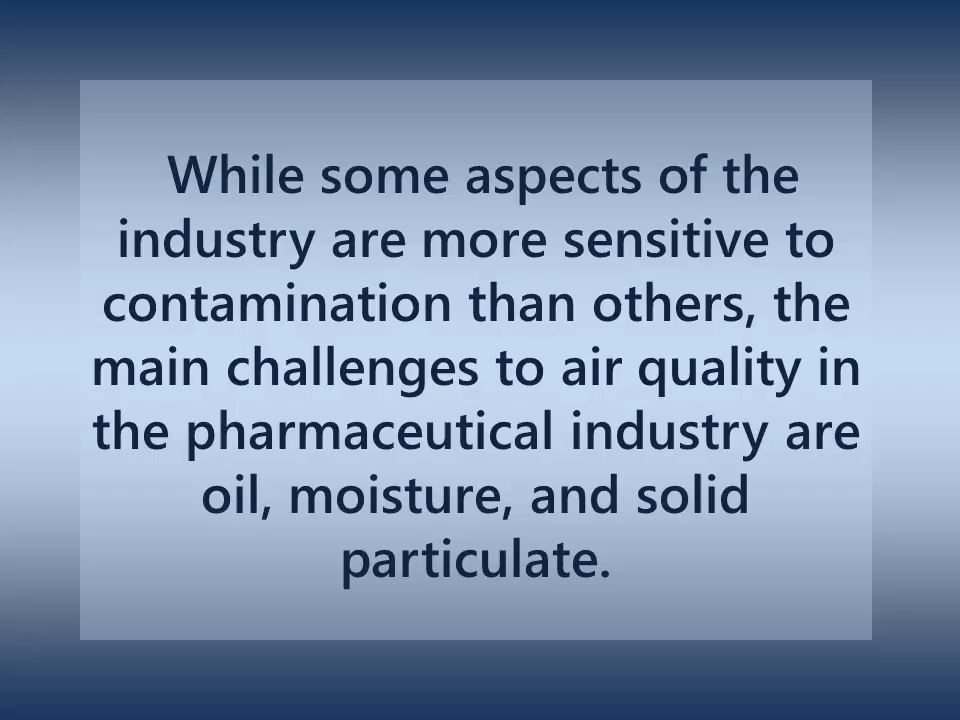 While some aspects of the
industry are more sensitive to
contamination than others, the
main challenges to air quality in
the pharmaceutical industry are
oil, moisture, and solid
particulate.